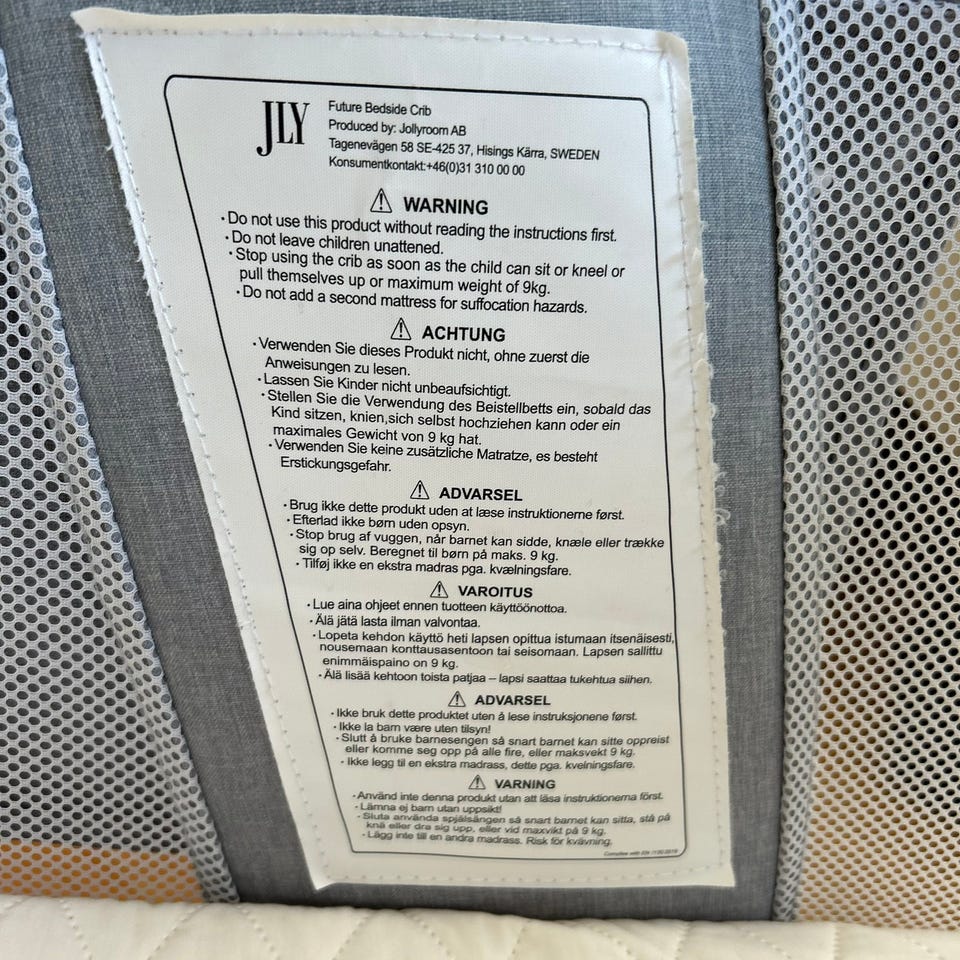 JLY
Future Bedside Crib
Produced by: Jollyroom AB
Tagenevägen 58 SE-425 37, Hisings Kärra, SWEDEN
Konsumentkontakt:+46(0)31 310 00 00
WARNING
·Do not use this product without reading the instructions first.
·Do not leave children unattened.
·Stop using the crib as soon as the child can sit or kneel or
pull themselves up or maximum weight of 9kg.
·Do not add a second mattress for suffocation hazards.
ACHTUNG
·Verwenden Sie dieses Produkt nicht, ohne zuerst die
Anweisungen zu lesen.
·Lassen Sie Kinder nicht unbeaufsichtigt.
·Stellen Sie die Verwendung des Beistellbetts ein, sobald das
Kind sitzen, knien,sich selbst hochziehen kann oder ein
maximales Gewicht von 9 kg hat.
·Verwenden Sie keine zusätzliche Matratze, es besteht
Erstickungsgefahr.
ADVARSEL
·Brug ikke dette produkt uden at læse instruktionerne først.
·Efterlad ikke børn uden opsyn.
·Stop brug af vuggen, når barnet kan sidde, knæle eller trække
sig op selv. Beregnet til børn på maks. 9 kg.
·Tilføj ikke en ekstra madras pga. kvælningsfare.
VAROITUS
·Lue aina ohjeet ennen tuotteen käyttöönottoa.
·Älä jätä lasta ilman valvontaa.
·Lopeta kehdon käyttö heti lapsen opittua istumaan itsenäisesti,
nousemaan konttausasentoon tai seisomaan. Lapsen sallittu
enimmäispaino on 9 kg.
·Älä lisää kehtoon toista patjaa – lapsi saattaa tukehtua siihen.
ADVARSEL
·Ikke bruk dette produktet uten å lese instruksjonene først.
·Ikke la barn være uten tilsyn!
·Slutt å bruke barnesengen så snart barnet kan sitte oppreist
eller komme seg opp på alle fire, eller maksvekt 9 kg.
·Ikke legg til en ekstra madrass, dette pga. kvelningsfare.
VARNING
·Använd inte denna produkt utan att läsa instruktionerna först.
·Lämna ej barn utan uppsikt!
·Sluta använda spjälsängen så snart barnet kan sitta, stå på
knä eller dra sig upp, eller vid maxvikt på 9 kg.
·Lägg inte till en andra madrass. Risk för kvävning.
Complies with EN